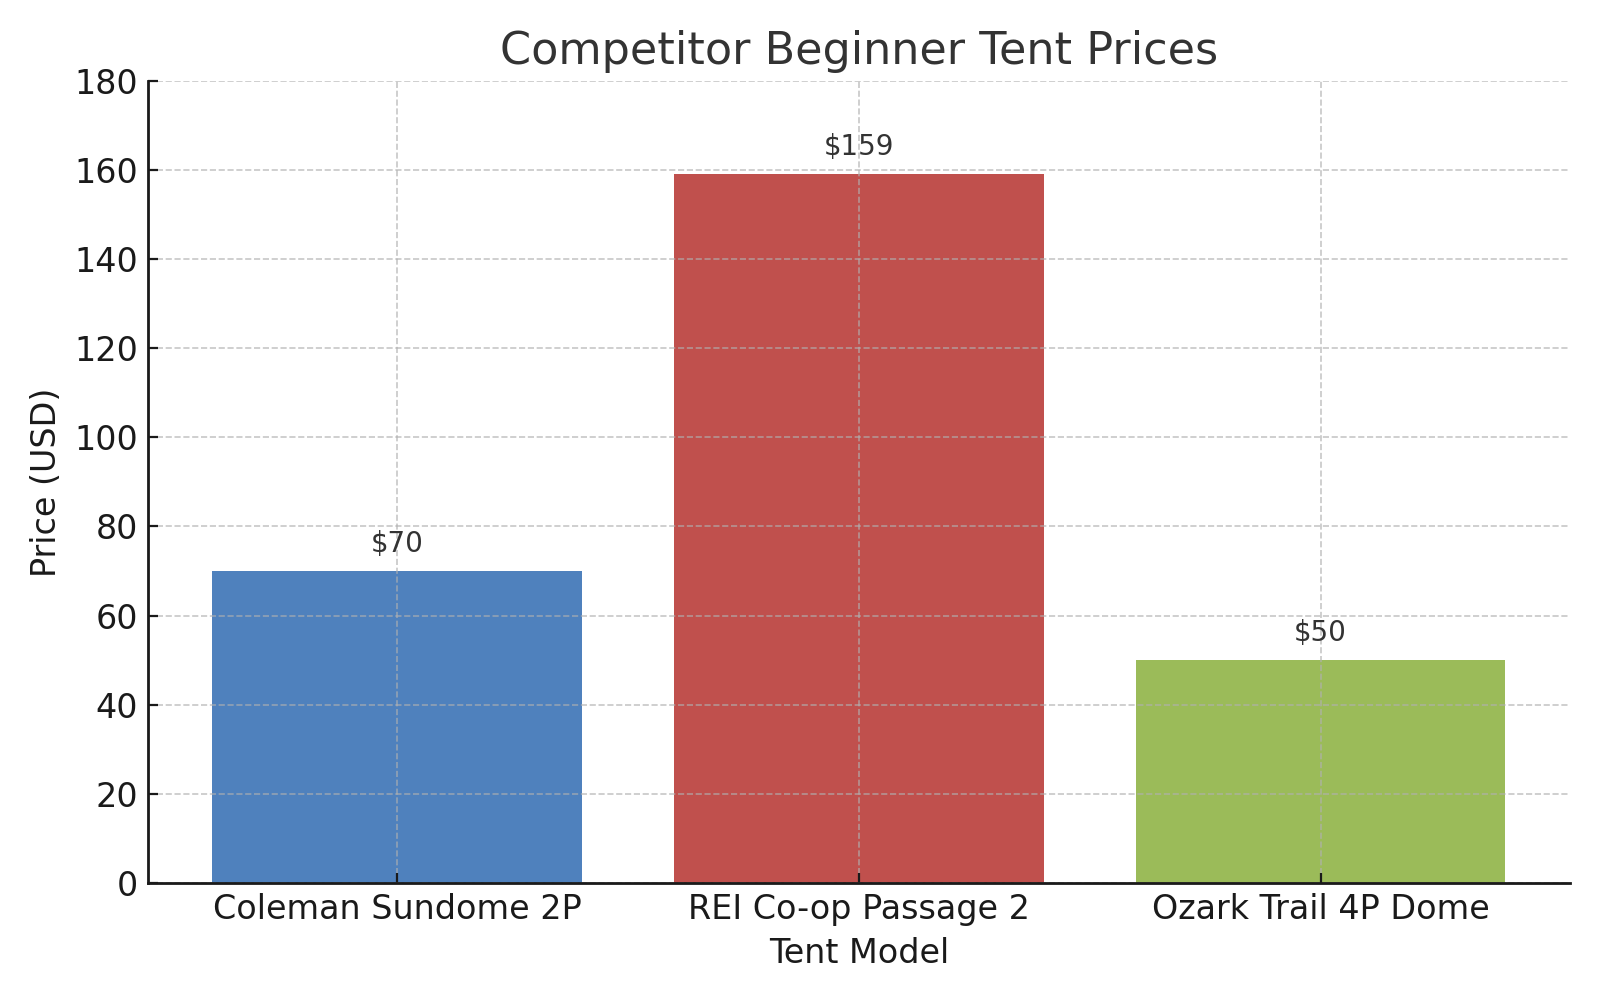 Competitor Beginner Tent Prices
Price (USD)
180
160
140
120
100
80
60
40
20
0
$70
$159
$50
Coleman Sundome 2P
REI Co-op Passage 2
Ozark Trail 4P Dome
Tent Model